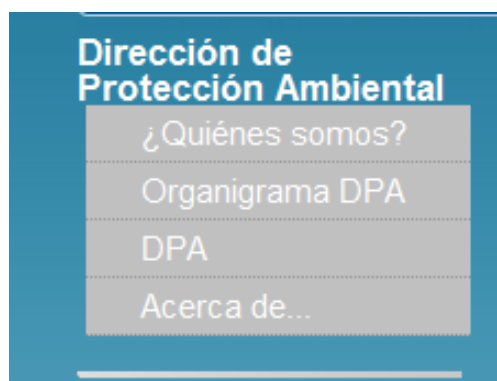 Dirección de
Protección Ambiental
¿Quiénes somos?
Organigrama DPA
DPA
Acerca de...